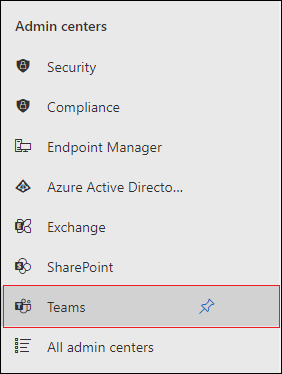 Admin centers
Security
Compliance
Endpoint Manager
Azure Active Directo...
Exchange
SharePoint
Teams
All admin centers